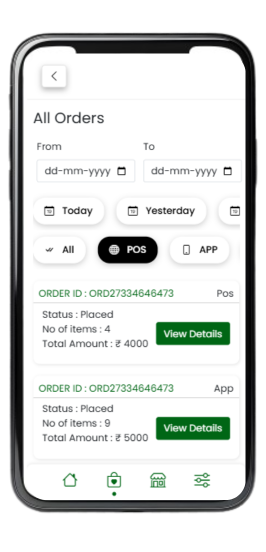 All Orders
From To
dd-mm-yyyy dd-mm-yyyy
Today Yesterday
All POS APP
ORDER ID : ORD27334646473 Pos
Status : Placed
No of items : 4
Total Amount : ₹ 4000
View Details
ORDER ID : ORD27334646473 App
Status : Placed
No of items : 9
Total Amount : ₹ 5000
View Details